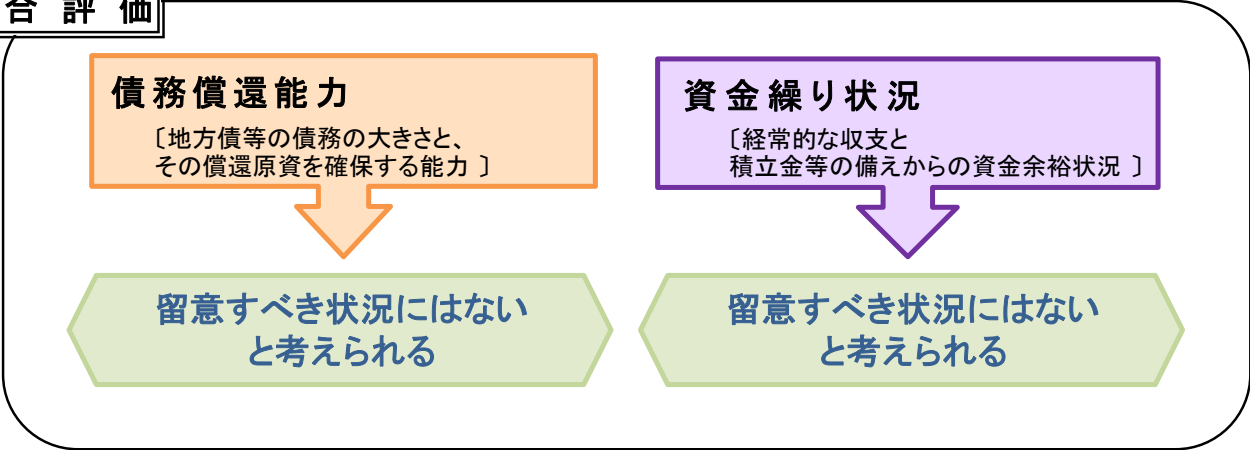 合 評 価
債務償還能力
〔地方債等の債務の大きさと、
その償還原資を確保する能力 〕
資金繰り状況
〔経常的な収支と
積立金等の備えからの資金余裕状況 〕
留意すべき状況にはない
と考えられる
留意すべき状況にはない
と考えられる